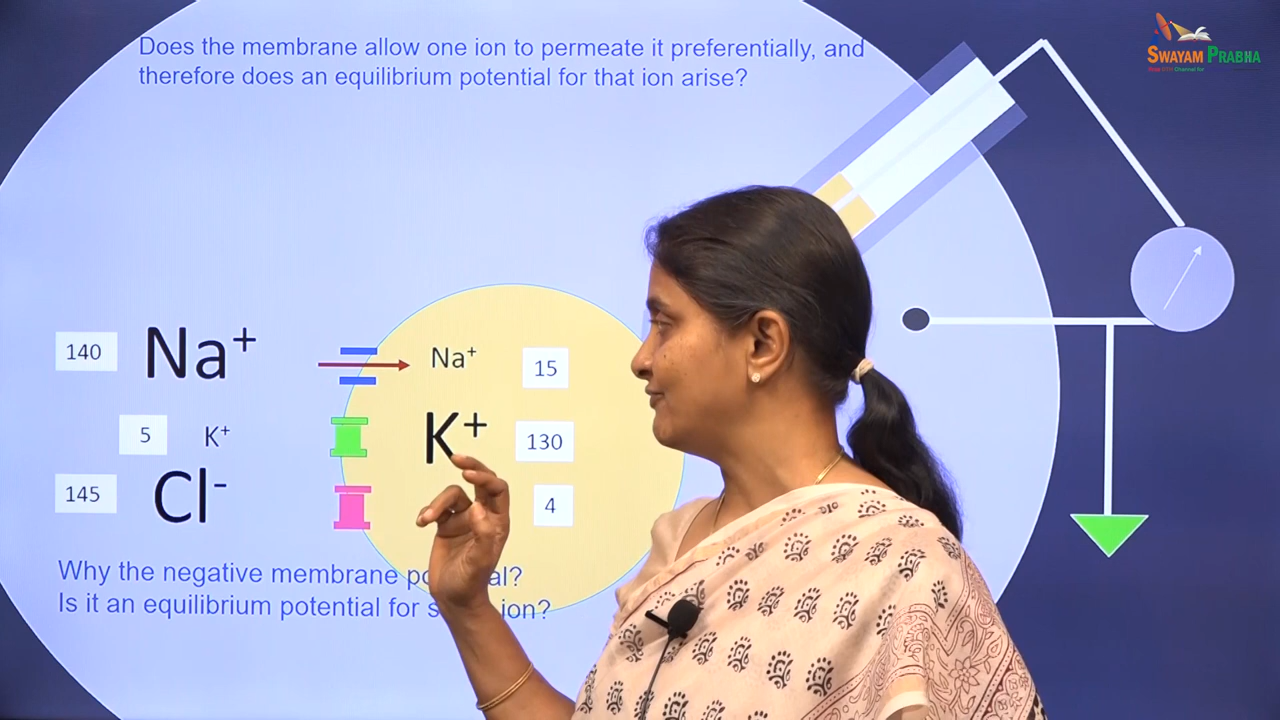 Does the membrane allow one ion to permeate it preferentially, and
therefore does an equilibrium potential for that ion arise?
SWAYAM PRABHA
140 Na+ Na+ 15
5 K+ K+ 130
145 Cl- 4
Why the negative membrane
Is it an equilibrium potential for ion?